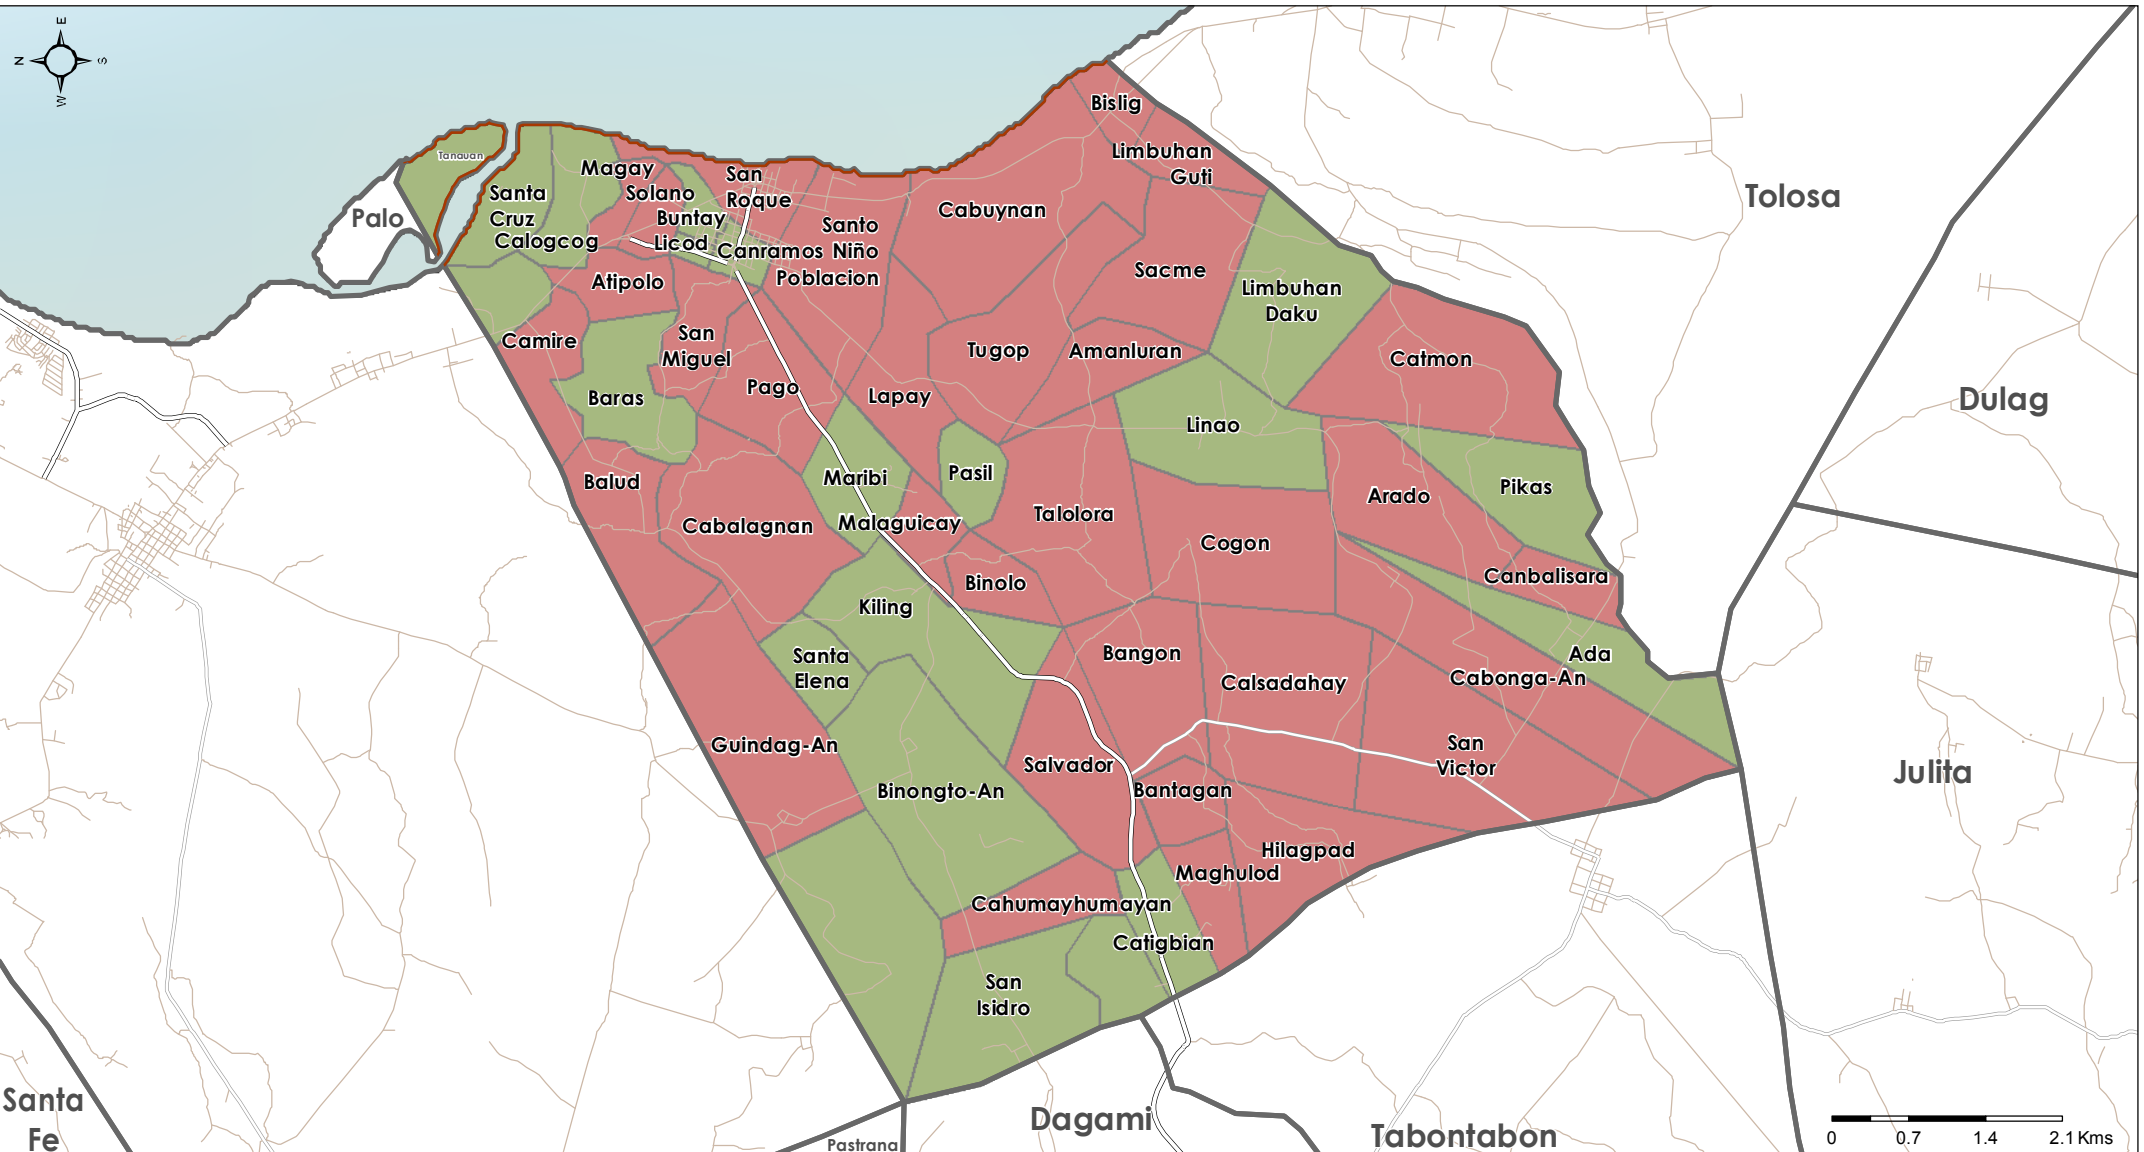 E
N
S
W
Bislig
Tanauan
Limbuhan
Guti
Magay
San
Roque
Solano
Santa
Cruz
Tolosa
Palo
Buntay
Cabuynan
Santo
Niño
Calogcog
Licod
Canramos
Poblacion
Sacme
Atipolo
Limbuhan
Daku
Camire
San
Miguel
Tugop
Amanluran
Catmon
Pago
Baras
Lapay
Dulag
Linao
Balud
Maribi
Pasil
Pikas
Arado
Cabalagnan
Malaguicay
Talolora
Cogon
Binolo
Canbalisara
Kiling
Santa
Elena
Bangon
Ada
Calsadahay
Cabonga-An
Guindag-An
Salvador
San
Victor
Julita
Binongto-An
Bantagan
Hilagpad
Maghulod
Cahumayhumayan
Catigbian
San
Isidro
Santa
Fe
Dagami
Pastrana
Tabontabon
0 0.7 1.4 2.1 Kms